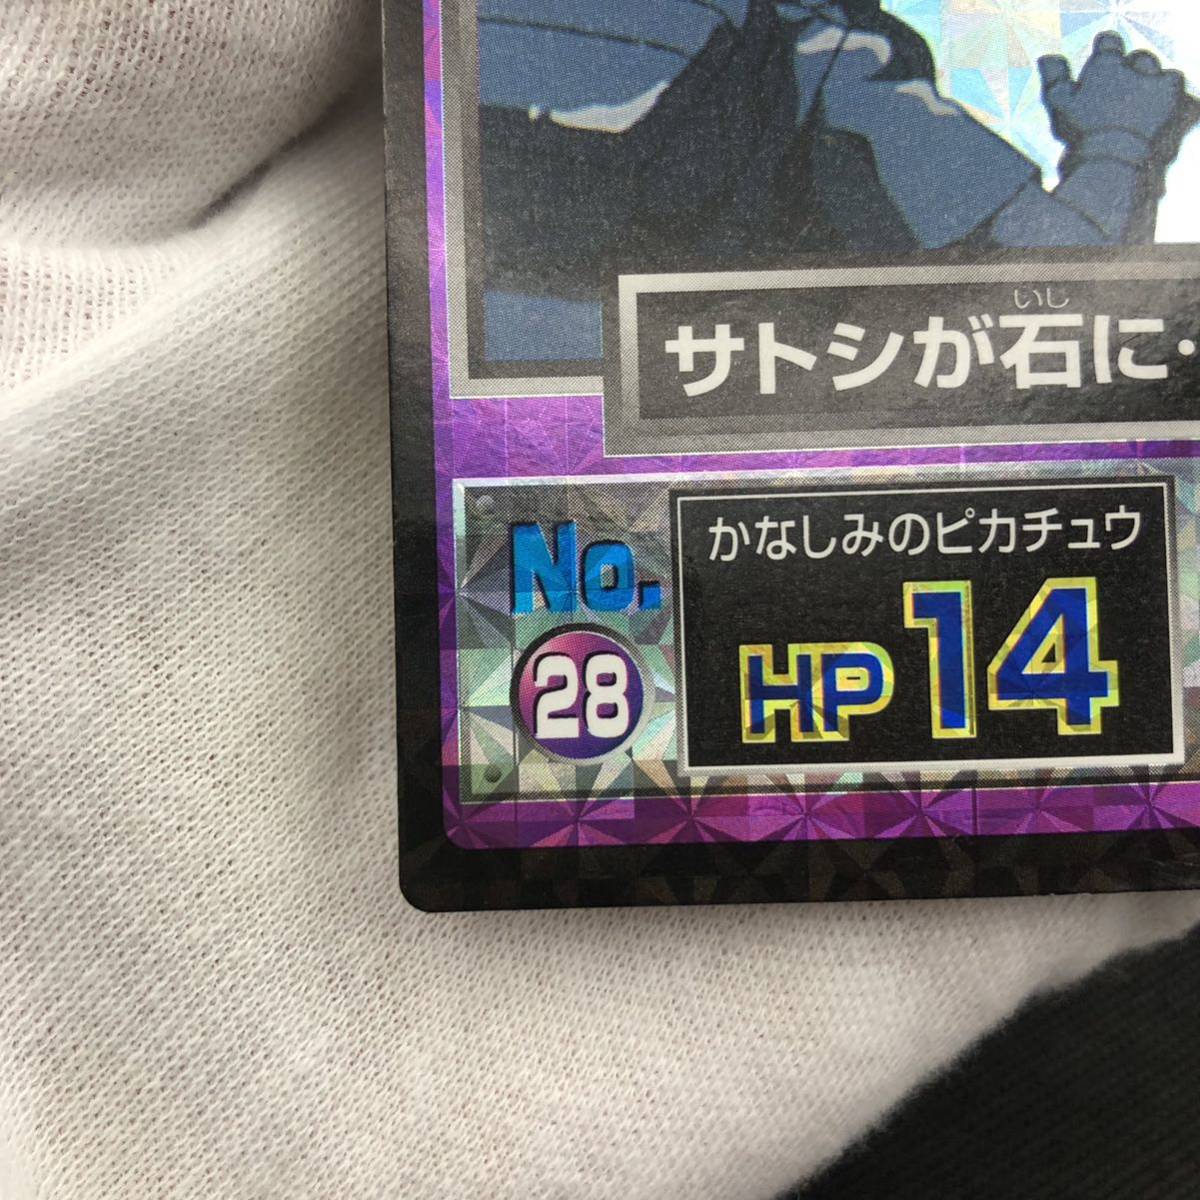 いし
サトシが石に・
No.
28
かなしみのピカチュウ
HP 14